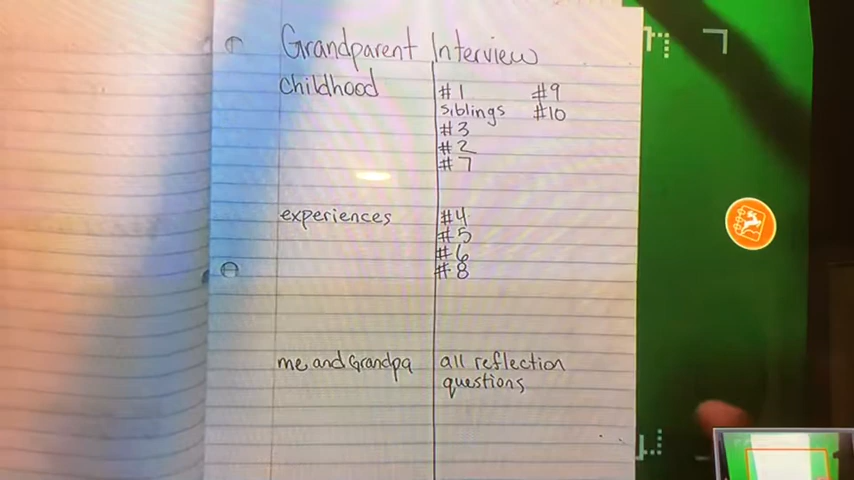 Grandparent Interview
childhood #1 #9
siblings #10
#3
#2
#7
experiences #4
#5
#6
#8
me and Grandpa all reflection
questions